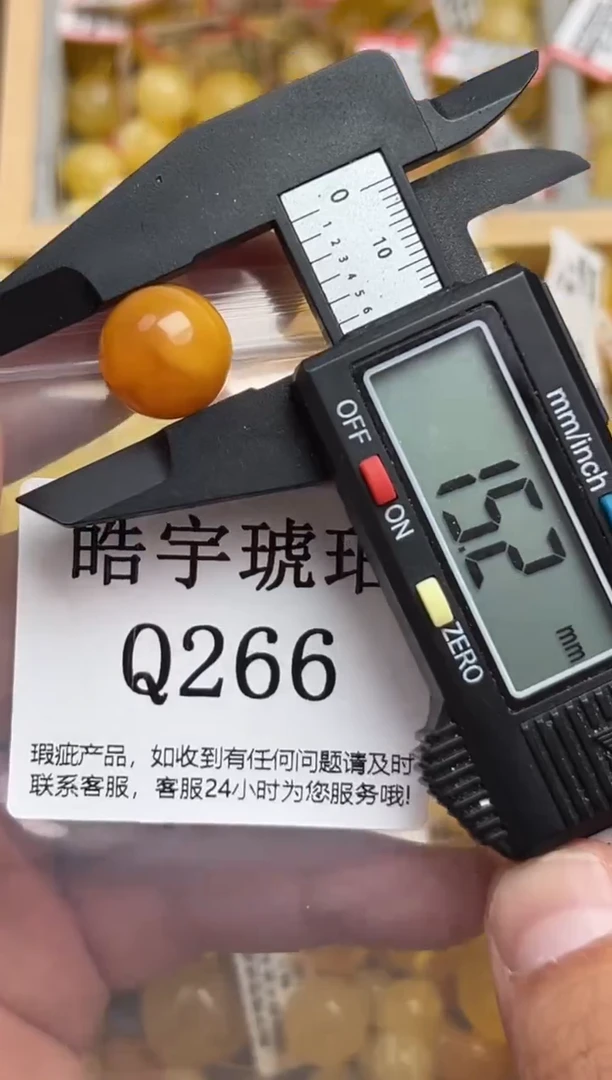 0
10
1
2
3
4
5
6
mm/inch
OFF
ON
ZERO
15.2
mm
皓宇琥珀
Q266
瑕疵产品，如收到有任何问题请及时
联系客服，客服24小时为您服务哦!